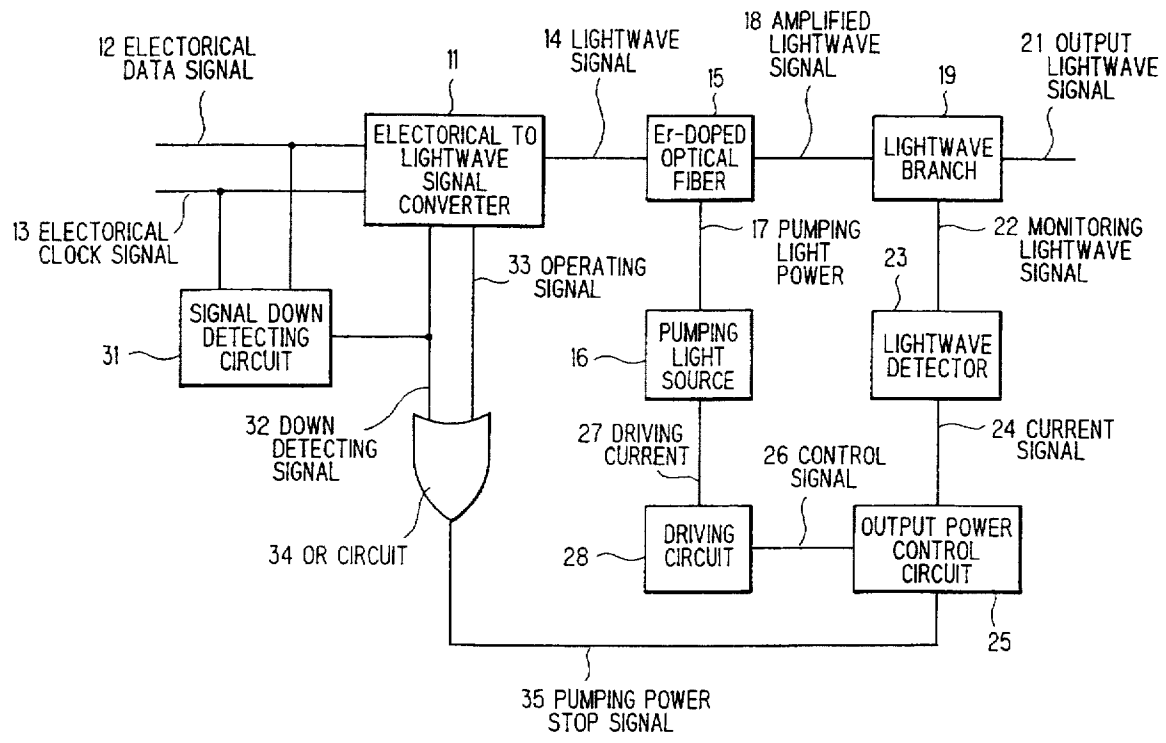 12 ELECTORICAL
DATA SIGNAL
11
14 LIGHTWAVE
SIGNAL
18 AMPLIFIED
LIGHTWAVE
SIGNAL
15
19
21 OUTPUT
LIGHTWAVE
SIGNAL
ELECTORICAL TO
LIGHTWAVE
SIGNAL
CONVERTER
Er-DOPED
OPTICAL
FIBER
LIGHTWAVE
BRANCH
13 ELECTORICAL
CLOCK SIGNAL
33 OPERATING
SIGNAL
17 PUMPING
LIGHT
POWER
22 MONITORING
LIGHTWAVE
SIGNAL
23
SIGNAL DOWN
DETECTING
CIRCUIT
31
16
PUMPING
LIGHT
SOURCE
LIGHTWAVE
DETECTOR
32 DOWN
DETECTING
SIGNAL
27 DRIVING
CURRENT
26 CONTROL
SIGNAL
24 CURRENT
SIGNAL
34 OR CIRCUIT
28
DRIVING
CIRCUIT
OUTPUT POWER
CONTROL
CIRCUIT
25
35 PUMPING POWER
STOP SIGNAL